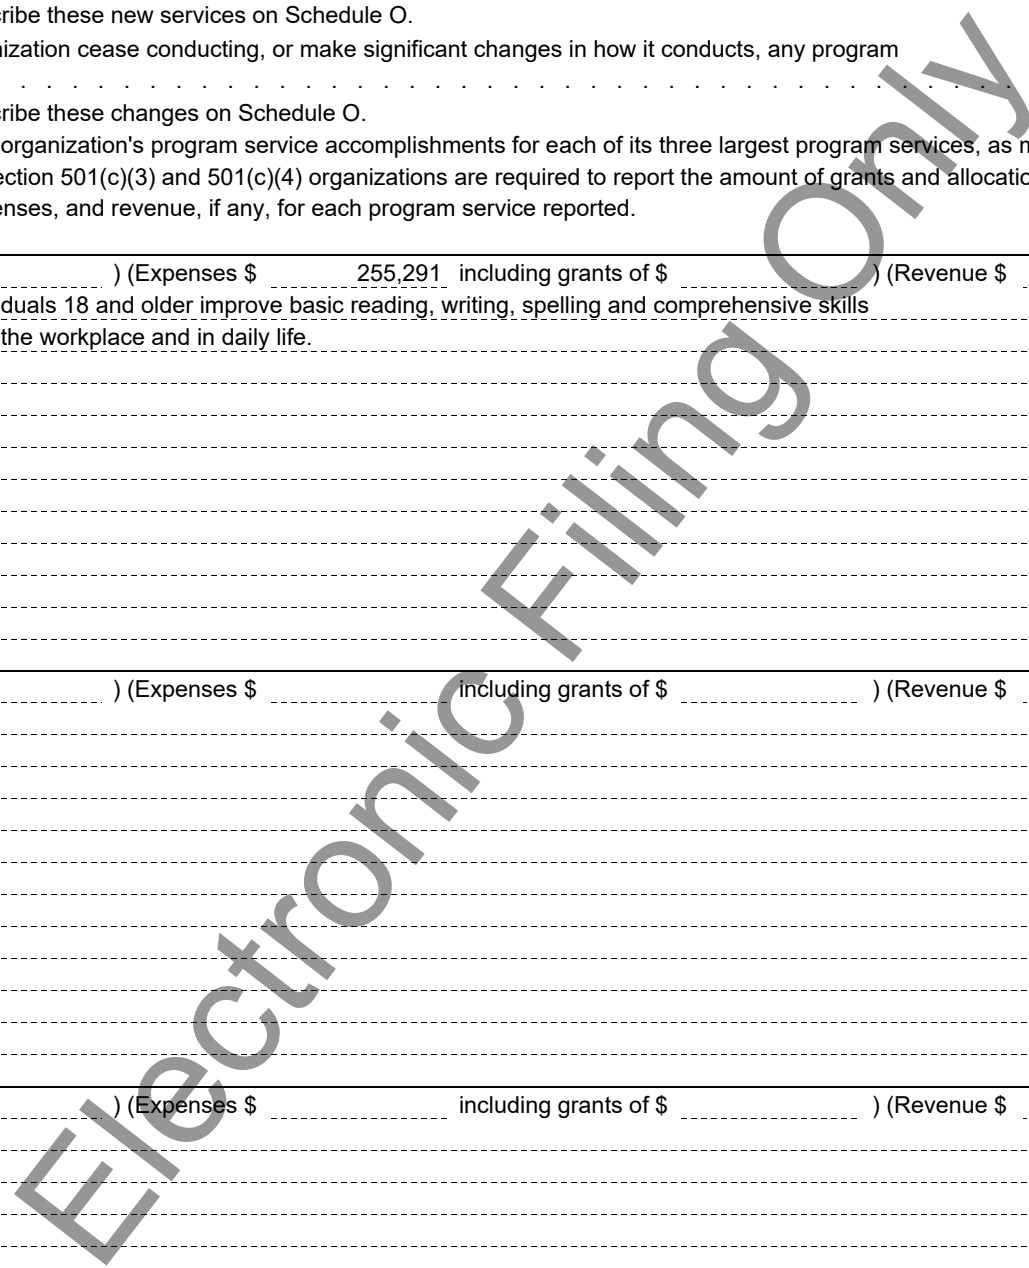 cribe these new services on Schedule O.
nization cease conducting, or make significant changes in how it conducts, any program
. . . . . . . . . . . . . . . . . . . . . . . . . . . . . . . . . . . . . . .
cribe these changes on Schedule O.
organization's program service accomplishments for each of its three largest program services, as m
ection 501(c)(3) and 501(c)(4) organizations are required to report the amount of grants and allocatio
enses, and revenue, if any, for each program service reported.
) (Expenses $ 255,291 including grants of $ ) (Revenue $
duals 18 and older improve basic reading, writing, spelling and comprehensive skills
the workplace and in daily life.
) (Expenses $ including grants of $ ) (Revenue $
) (Expenses $ including grants of $ ) (Revenue $
Electronic Filing Only